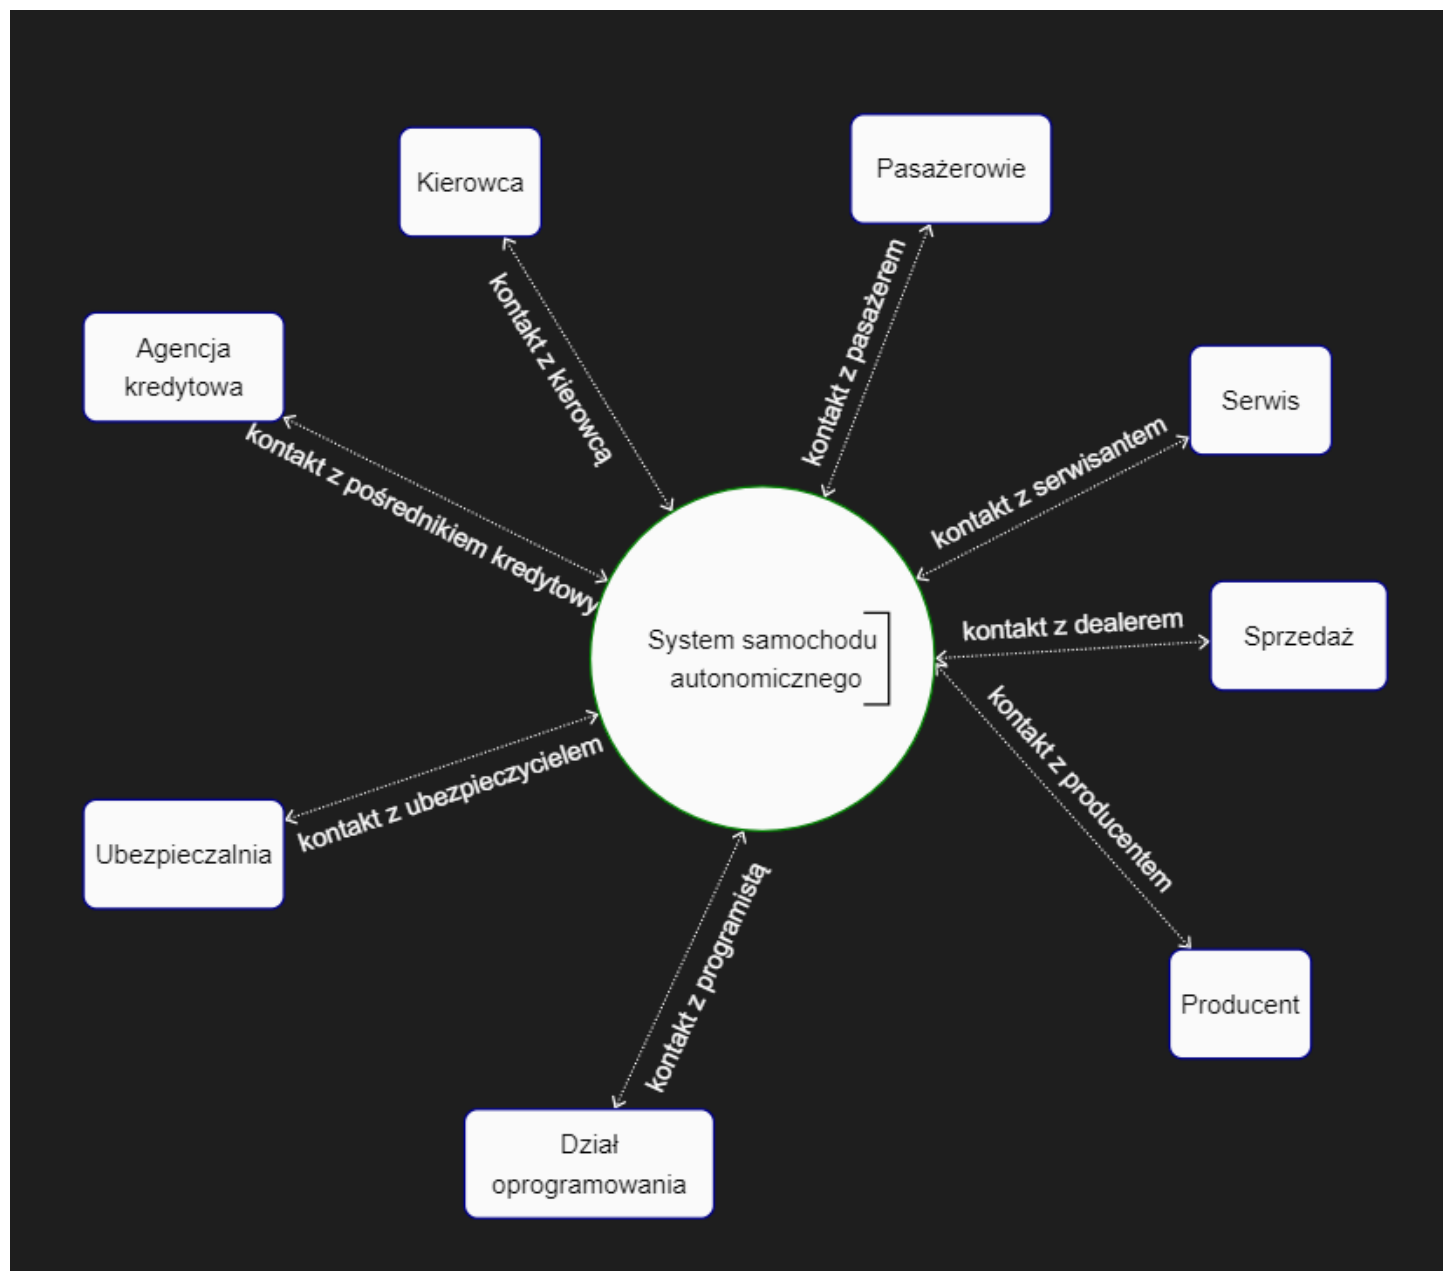 Kierowca
Pasażerowie
kontakt z kierowcą
kontakt z pasażerem
Agencja
kredytowa
kontakt z pośrednikiem kredytowy
Serwis
kontakt z serwisantem
System samochodu
autonomicznego
kontakt z dealerem
Sprzedaż
kontakt z producentem
Ubezpieczalnia
kontakt z ubezpieczycielem
kontakt z programistą
Producent
Dział
oprogramowania